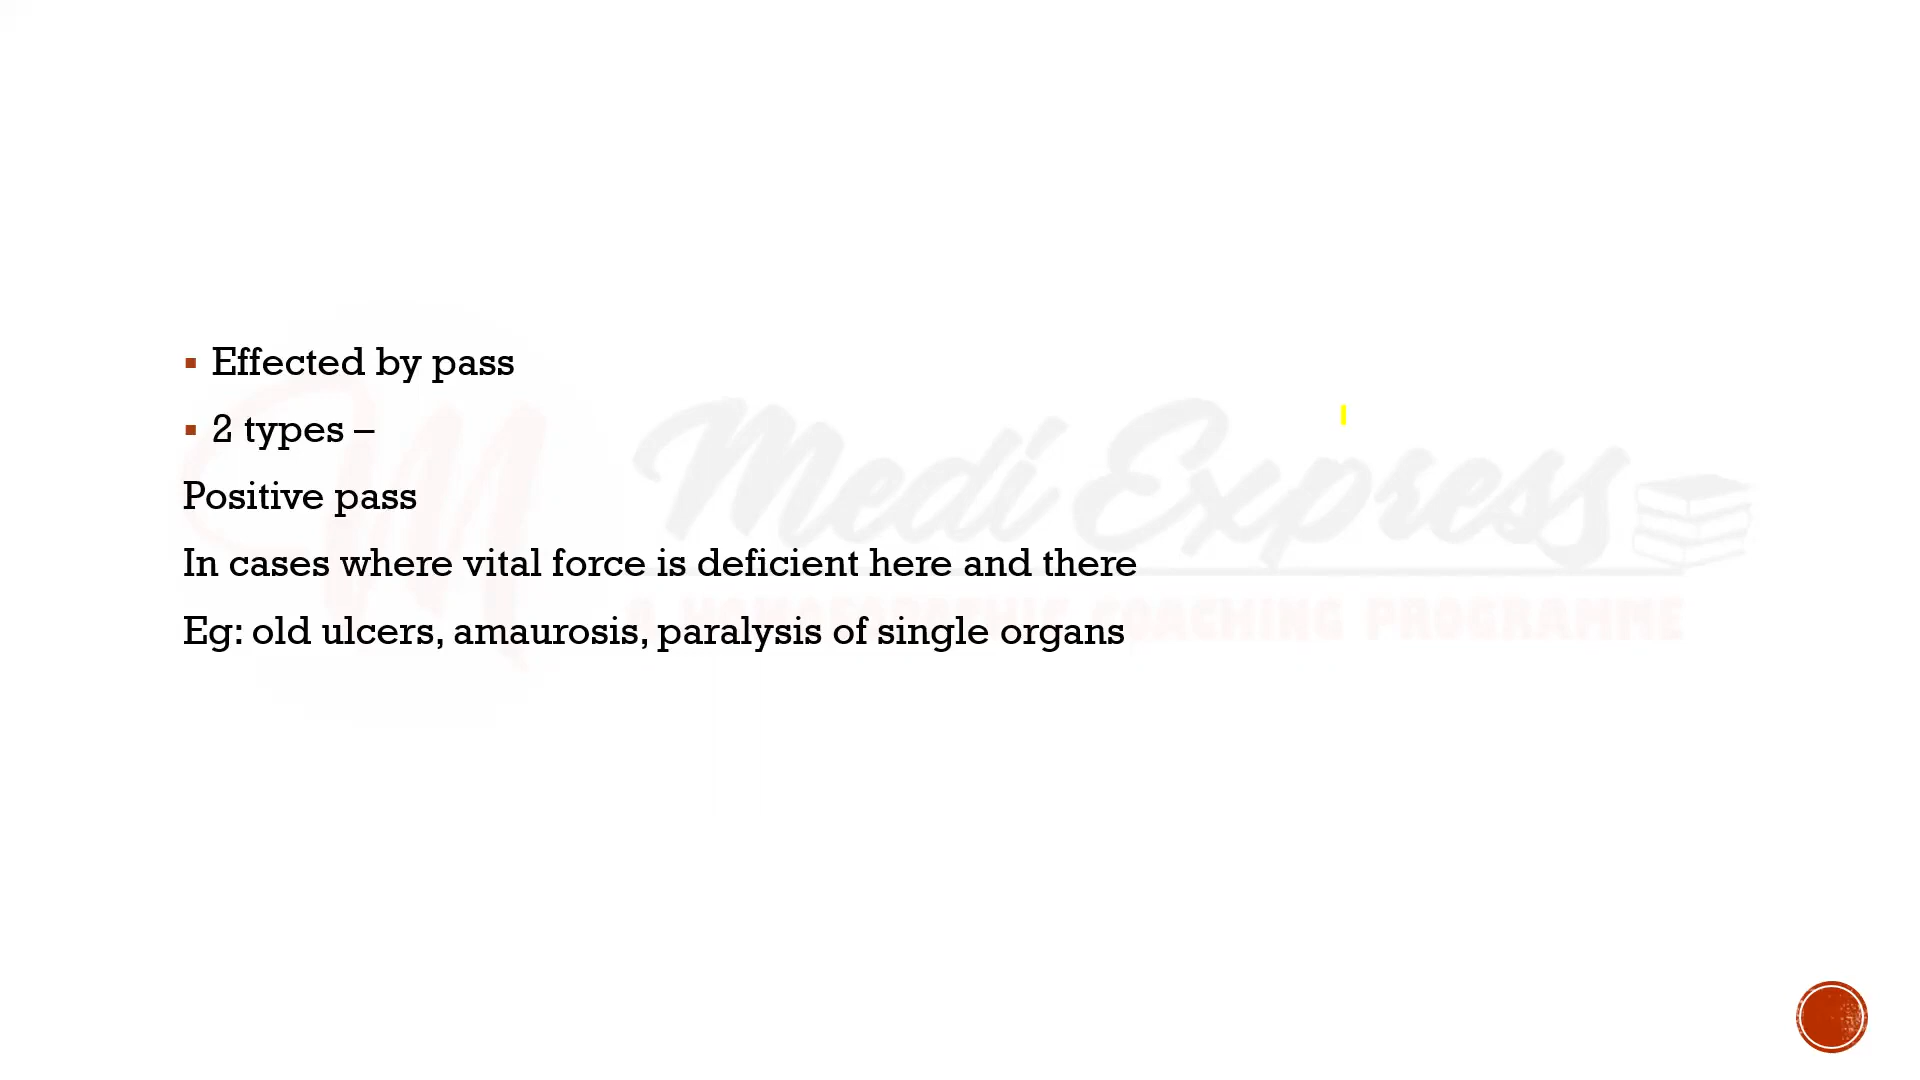 Effected by pass
2 types –
Positive pass
In cases where vital force is deficient here and there
Eg: old ulcers, amaurosis, paralysis of single organs
Medi Express
A HOMOEOPATHIC COACHING PROGRAMME